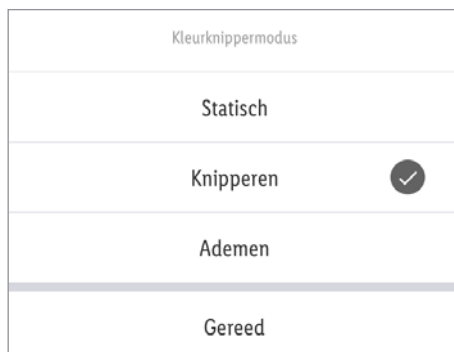 Kleurknippermodus
Statisch
Knipperen
Ademen
Gereed